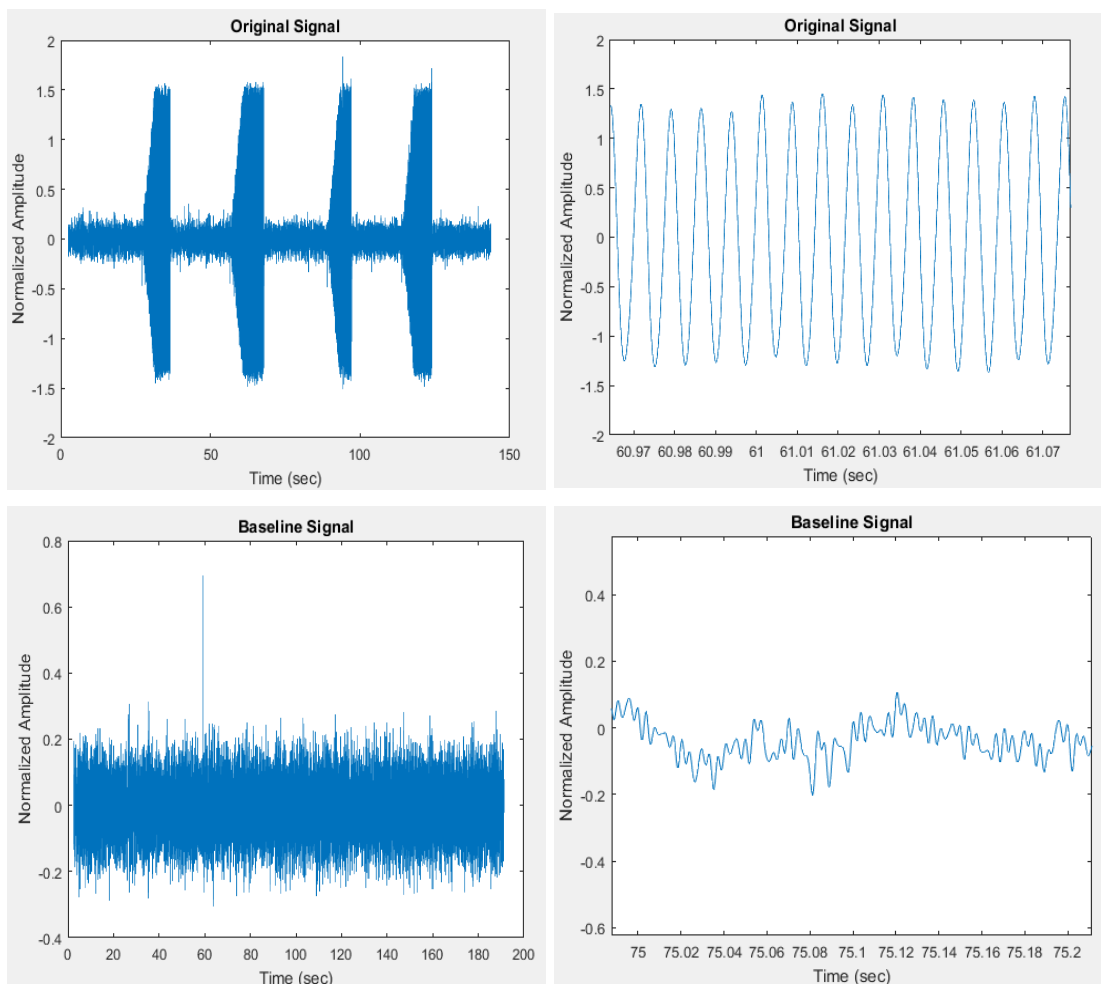 Original Signal
2
1.5
1
0.5
0
-0.5
-1
-1.5
-2
Normalized Amplitude
0 50 100 150
Time (sec)
Original Signal
2
1.5
1
0.5
0
-0.5
-1
-1.5
-2
Normalized Amplitude
60.97 60.98 60.99 61 61.01 61.02 61.03 61.04 61.05 61.06 61.07
Time (sec)
Baseline Signal
0.8
0.6
0.4
0.2
0
-0.2
-0.4
Normalized Amplitude
0 20 40 60 80 100 120 140 160 180 200
Time (sec)
Baseline Signal
0.4
0.2
0
-0.2
-0.4
-0.6
Normalized Amplitude
75 75.02 75.04 75.06 75.08 75.1 75.12 75.14 75.16 75.18 75.2
Time (sec)